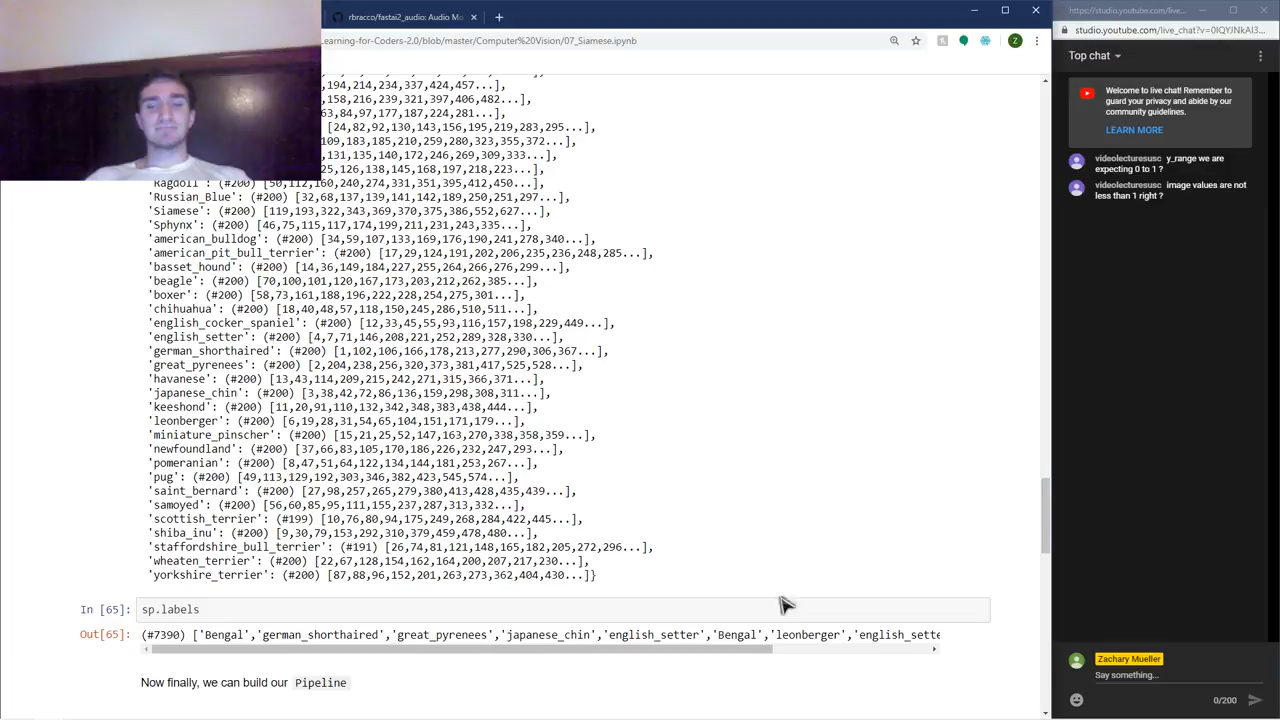 rbracco/fastai2_audio: Audio Mo
https://studio.youtube.com/live_...
studio.youtube.com/live_chat?v=0IQYJNkAI3...
Learning-for-Coders-2.0/blob/master/Computer%20Vision/07_Siamese.ipynb
Z
,194,214,234,337,424,457...],
,158,216,239,321,397,406,482...],
63,84,97,187,224,281...],
[24,82,92,130,143,156,195,219,283,295...],
109,183,185,210,259,280,323,355,372...],
,131,135,140,172,246,269,309,333...],
25,126,138,145,168,197,218,223...],
'Ragdoll': (#200) [50,112,160,240,274,331,351,395,412,450...],
'Russian_Blue': (#200) [32,68,137,139,141,142,189,250,251,297...],
'Siamese': (#200) [119,193,322,343,369,370,375,386,552,627...],
'Sphynx': (#200) [46,75,115,117,174,199,211,231,243,335...],
'american_bulldog': (#200) [34,59,107,133,169,176,190,241,278,340...],
'american_pit_bull_terrier': (#200) [17,29,124,191,202,206,235,236,248,285...],
'basset_hound': (#200) [14,36,149,184,227,255,264,266,276,299...],
'beagle': (#200) [70,100,101,120,167,173,203,212,262,385...],
'boxer': (#200) [58,73,161,188,196,222,228,254,275,301...],
'chihuahua': (#200) [18,40,48,57,118,150,245,286,510,511...],
'english_cocker_spaniel': (#200) [12,33,45,55,93,116,157,198,229,449...],
'english_setter': (#200) [4,7,71,146,208,221,252,289,328,330...],
'german_shorthaired': (#200) [1,102,106,166,178,213,277,290,306,367...],
'great_pyrenees': (#200) [2,204,238,256,320,373,381,417,525,528...],
'havanese': (#200) [13,43,114,209,215,242,271,315,366,371...],
'japanese_chin': (#200) [3,38,42,72,86,136,159,298,308,311...],
'keeshond': (#200) [11,20,91,110,132,342,348,383,438,444...],
'leonberger': (#200) [6,19,28,31,54,65,104,151,171,179...],
'miniature_pinscher': (#200) [15,21,25,52,147,163,270,338,358,359...],
'newfoundland': (#200) [37,66,83,105,170,186,226,232,247,293...],
'pomeranian': (#200) [8,47,51,64,122,134,144,181,253,267...],
'pug': (#200) [49,113,129,192,303,346,382,423,545,574...],
'saint_bernard': (#200) [27,98,257,265,279,380,413,428,435,439...],
'samoyed': (#200) [56,60,85,95,111,155,237,287,313,332...],
'scottish_terrier': (#199) [10,76,80,94,175,249,268,284,422,445...],
'shiba_inu': (#200) [9,30,79,153,292,310,379,459,478,480...],
'staffordshire_bull_terrier': (#191) [26,74,81,121,148,165,182,205,272,296...],
'wheaten_terrier': (#200) [22,67,128,154,162,164,200,207,217,230...],
'yorkshire_terrier': (#200) [87,88,96,152,201,263,273,362,404,430...]}
In [65]: sp.labels
Out[65]: (#7390) ['Bengal','german_shorthaired','great_pyrenees','japanese_chin','english_setter','Bengal','leonberger','english_sette
Now finally, we can build our Pipeline
Top chat
Welcome to live chat! Remember to
guard your privacy and abide by our
community guidelines.
LEARN MORE
videolecturesusc y_range we are
expecting 0 to 1 ?
videolecturesusc image values are not
less than 1 right ?
Zachary Mueller
Say something...
0/200